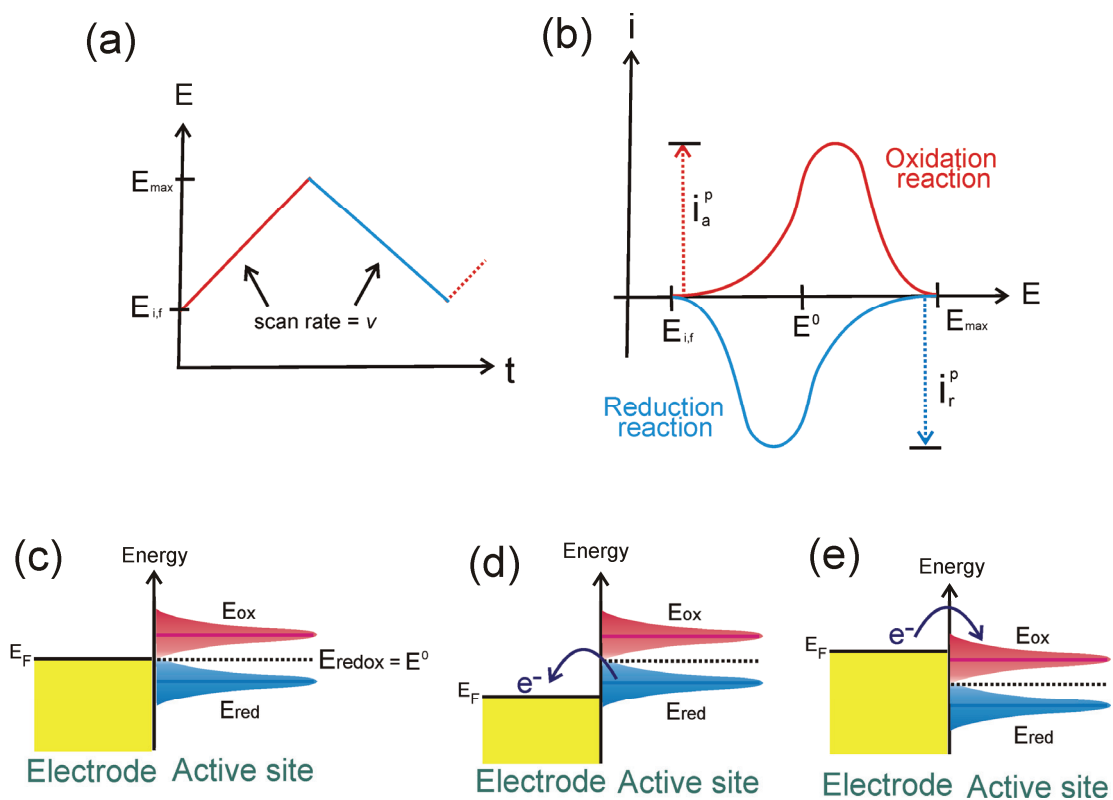 (a)
E
Emax
Ei,f
scan rate = v
t
(b)
i
Oxidation
reaction
i a p
E
Ei,f
E0
Emax
Reduction
reaction
i r p
(c)
Energy
Eox
EF
Eredox = E0
Ered
Electrode Active site
(d)
Energy
Eox
EF
e-
Ered
Electrode Active site
(e)
Energy
e-
Eox
EF
Ered
Electrode Active site